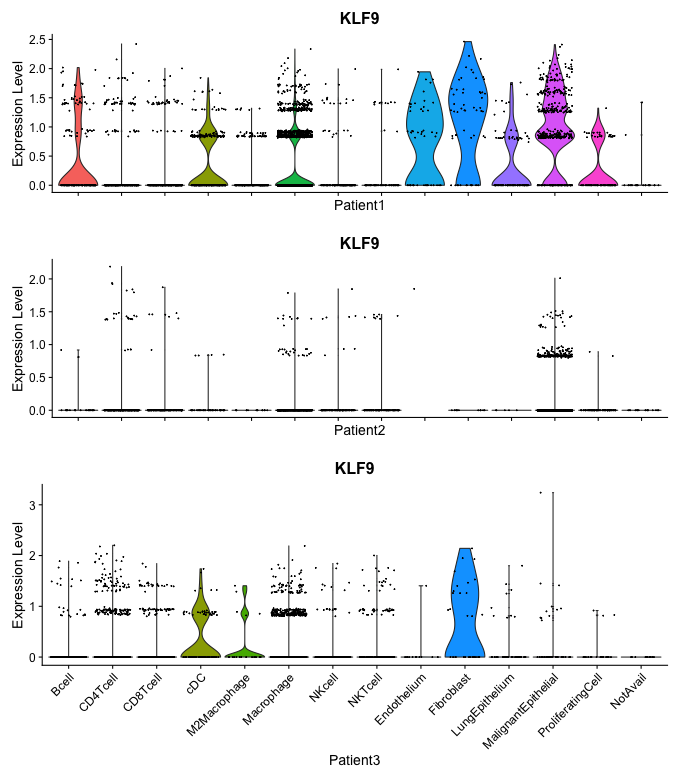 KLF9
Expression Level
2.5
2.0
1.5
1.0
0.5
0.0
Patient1
KLF9
Expression Level
2.0
1.5
1.0
0.5
0.0
Patient2
KLF9
Expression Level
3
2
1
0
Bcell
CD4Tcell
CD8Tcell
cDC
M2Macrophage
Macrophage
NKcell
NKTcell
Endothelium
Fibroblast
LungEpithelium
MalignantEpithelial
ProliferatingCell
NotAvail
Patient3